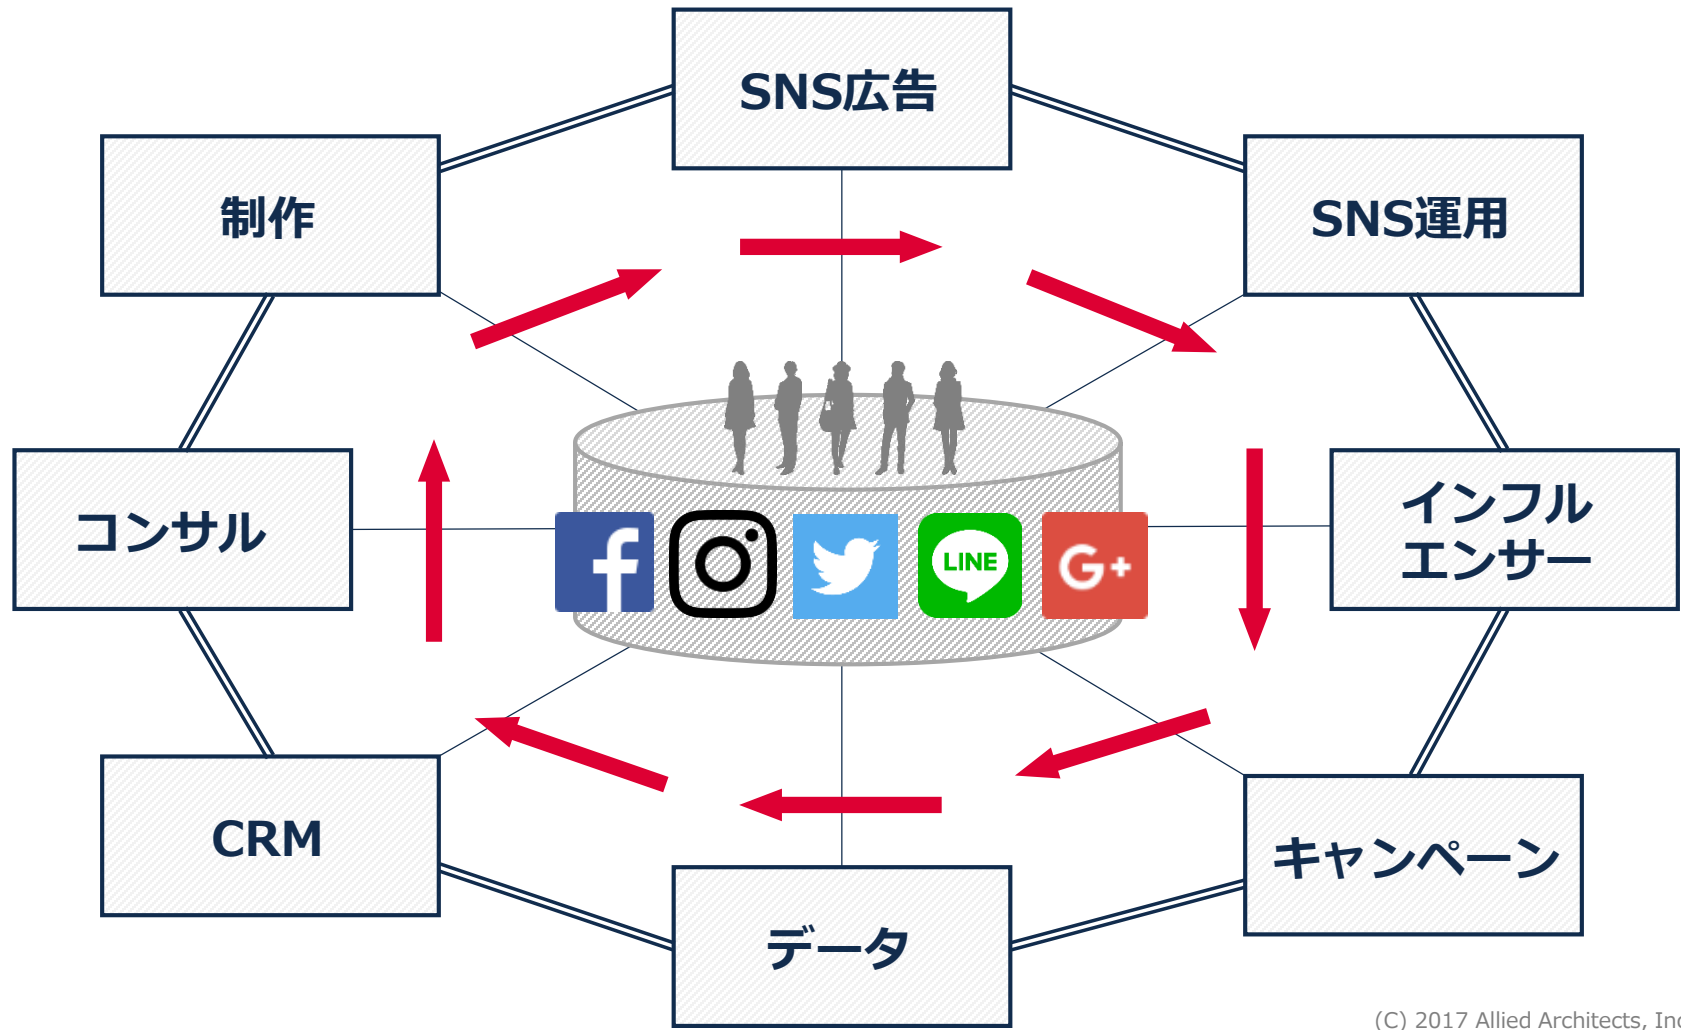 SNS広告
制作
SNS運用
コンサル
インフル
エンサー
f
LINE
G+
CRM
キャンペーン
データ
(C) 2017 Allied Architects, Inc